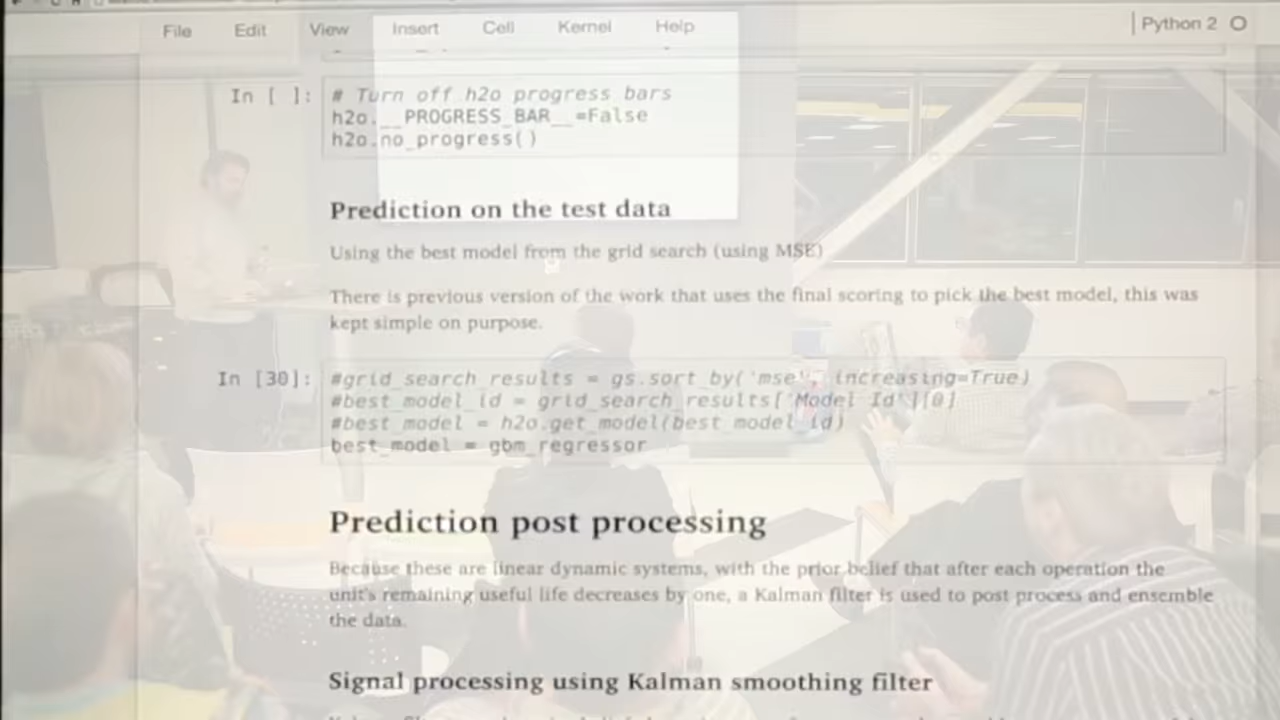 File Edit View Insert Cell Kernel Help Python 2
In [ ]: # Turn off h2o progress bars
h2o.__PROGRESS_BAR__=False
h2o.no_progress()
Prediction on the test data
Using the best model from the grid search (using MSE)
There is previous version of the work that uses the final scoring to pick the best model, this was
kept simple on purpose.
In [30]: #grid_search_results = gs.sort_by('mse', increasing=True)
#best_model_id = grid_search_results['Model Id'][0]
#best_model = h2o.get_model(best_model_id)
best_model = gbm_regressor
Prediction post processing
Because these are linear dynamic systems, with the prior belief that after each operation the
unit's remaining useful life decreases by one, a Kalman filter is used to post process and ensemble
the data.
Signal processing using Kalman smoothing filter